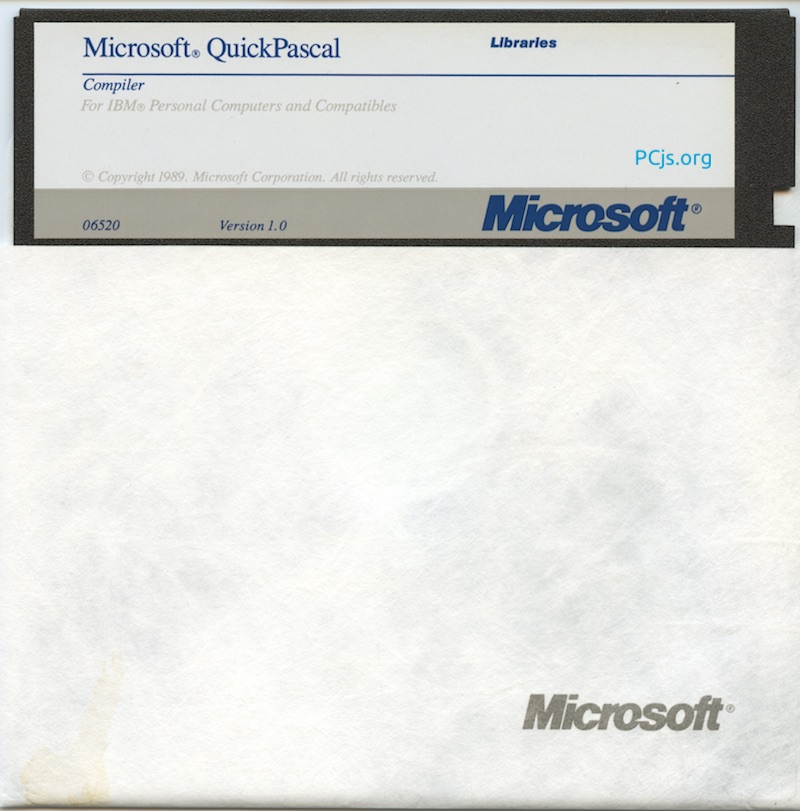 Microsoft® QuickPascal
Libraries
Compiler
For IBM® Personal Computers and Compatibles
PCjs.org
© Copyright 1989. Microsoft Corporation. All rights reserved.
06520 Version 1.0 Microsoft®
Microsoft®